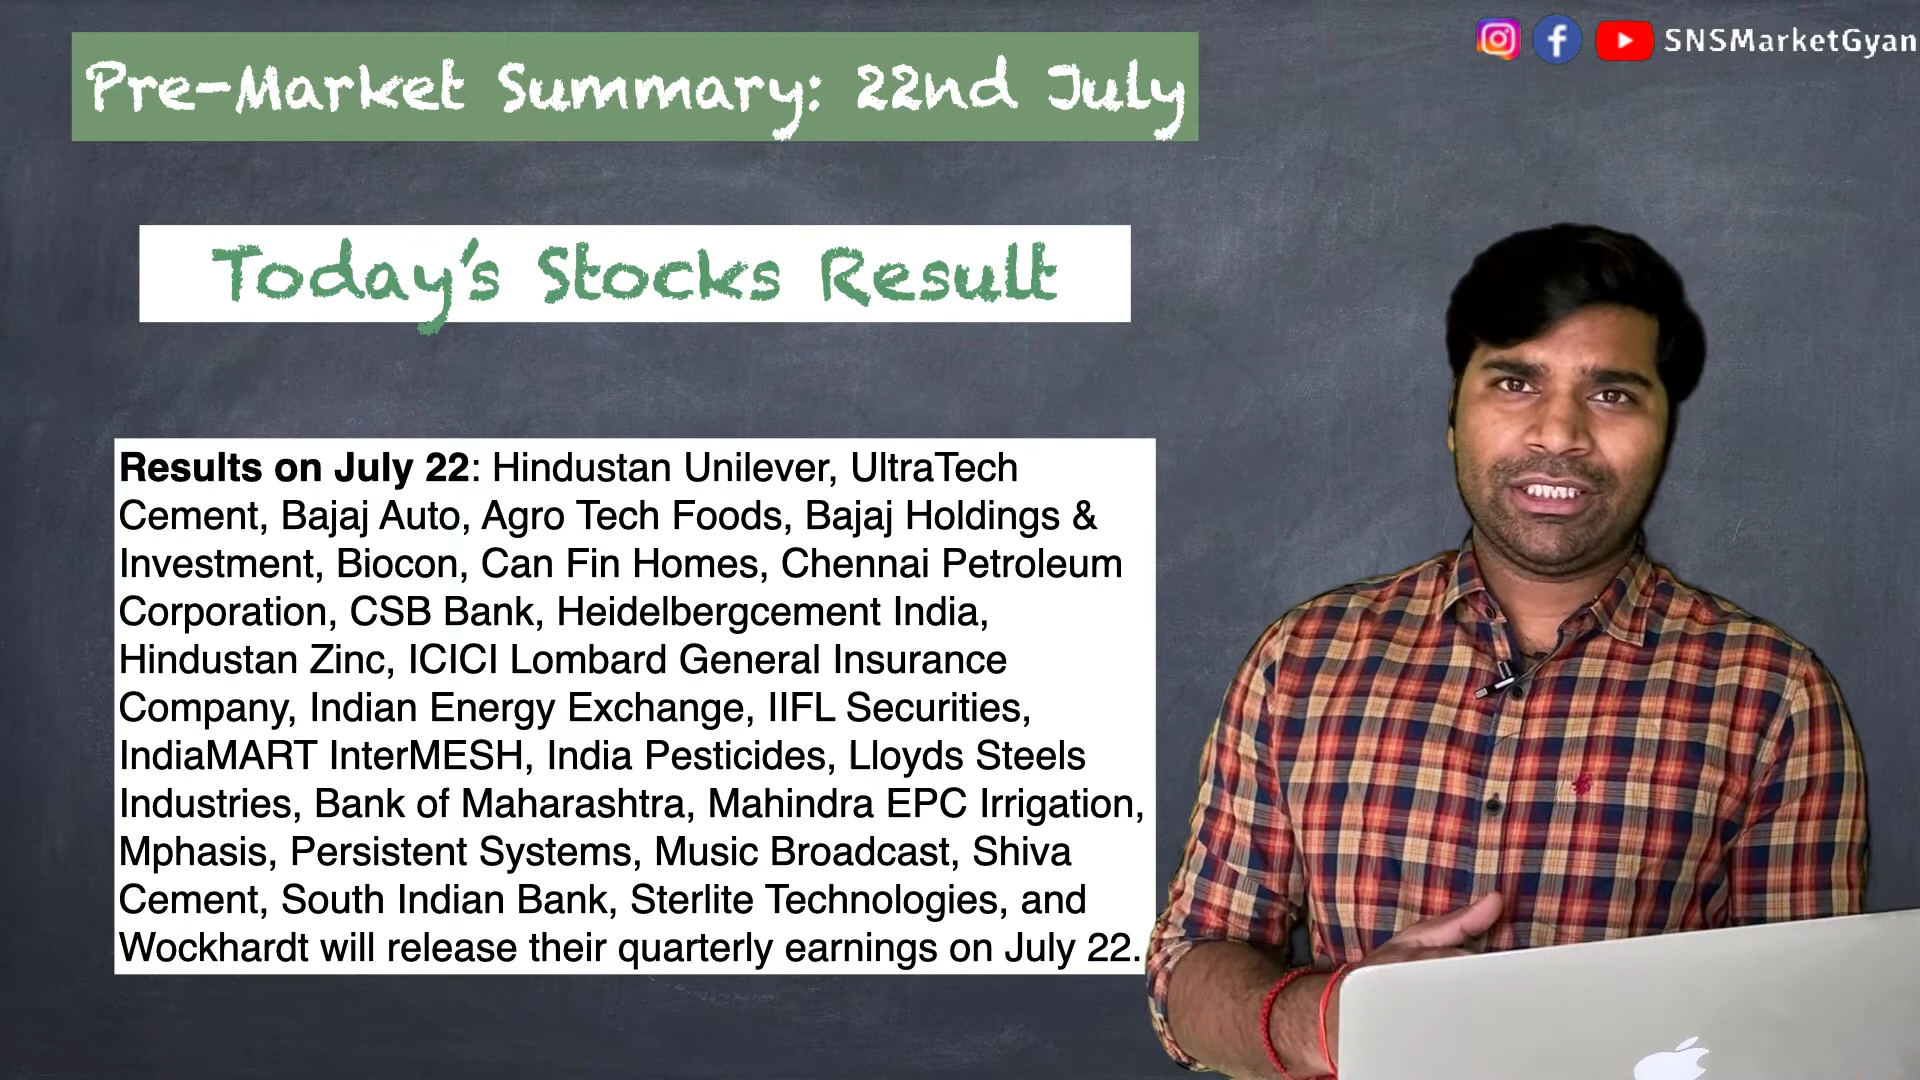 Pre-Market Summary: 22nd July
SNSMarketGyan
Today's Stocks Result
Results on July 22: Hindustan Unilever, UltraTech
Cement, Bajaj Auto, Agro Tech Foods, Bajaj Holdings &
Investment, Biocon, Can Fin Homes, Chennai Petroleum
Corporation, CSB Bank, Heidelbergcement India,
Hindustan Zinc, ICICI Lombard General Insurance
Company, Indian Energy Exchange, IIFL Securities,
IndiaMART InterMESH, India Pesticides, Lloyds Steels
Industries, Bank of Maharashtra, Mahindra EPC Irrigation,
Mphasis, Persistent Systems, Music Broadcast, Shiva
Cement, South Indian Bank, Sterlite Technologies, and
Wockhardt will release their quarterly earnings on July 22.